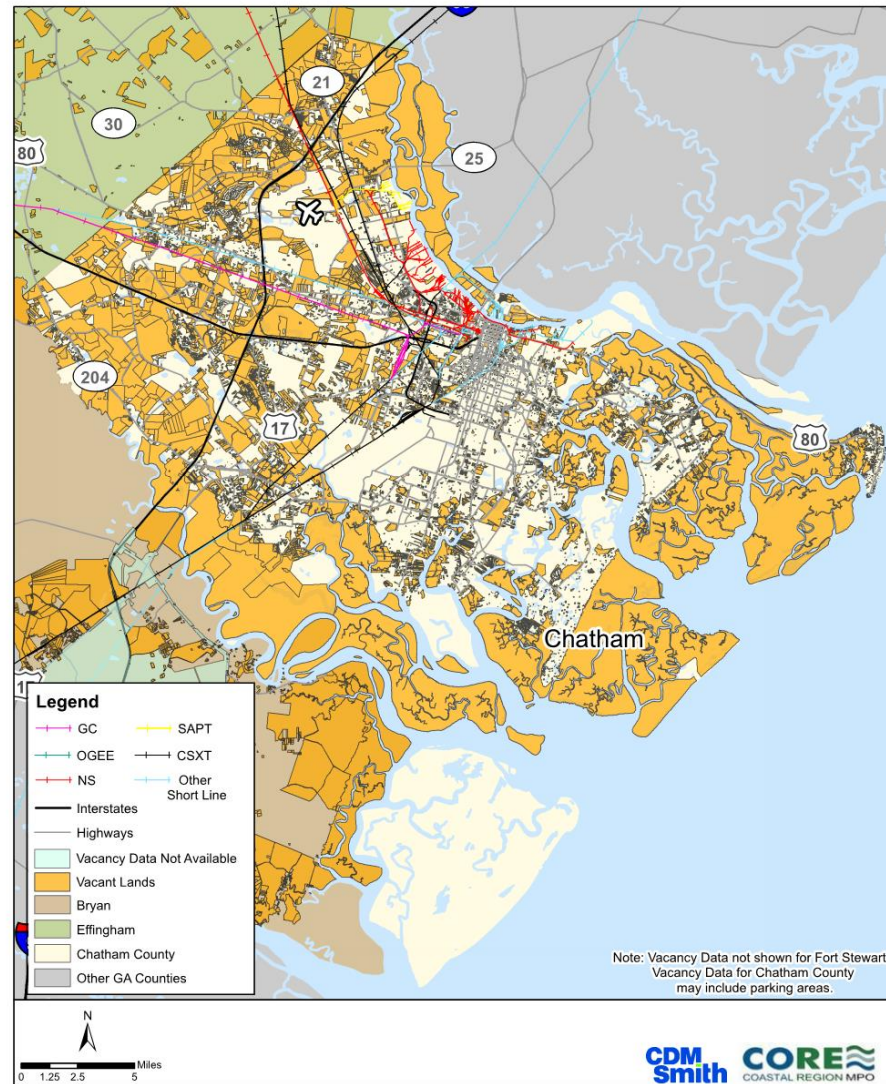 21
30
80
25
204
17
80
Chatham
17
Legend
GC
SAPT
OGEE
CSXT
NS
Other
Short Line
Interstates
Highways
Vacancy Data Not Available
Vacant Lands
Bryan
Effingham
Chatham County
Other GA Counties
Note: Vacancy Data not shown for Fort Stewart
Vacancy Data for Chatham County
may include parking areas.
N
Miles
0 1.25 2.5 5
CDM
Smith
CORE
COASTAL REGION MPO